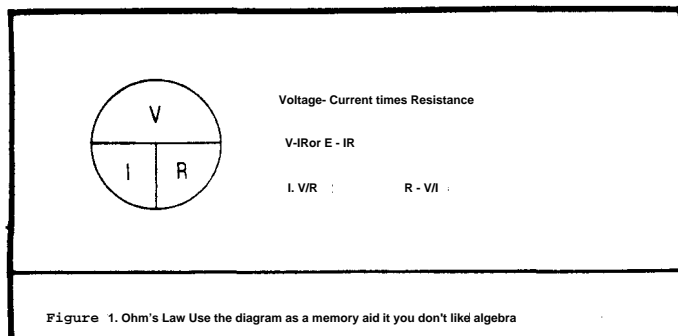 V
I R
Voltage- Current times Resistance
V-IRor E - IR
I. V/R R - V/I
Figure 1. Ohm's Law Use the diagram as a memory aid it you don't like algebra